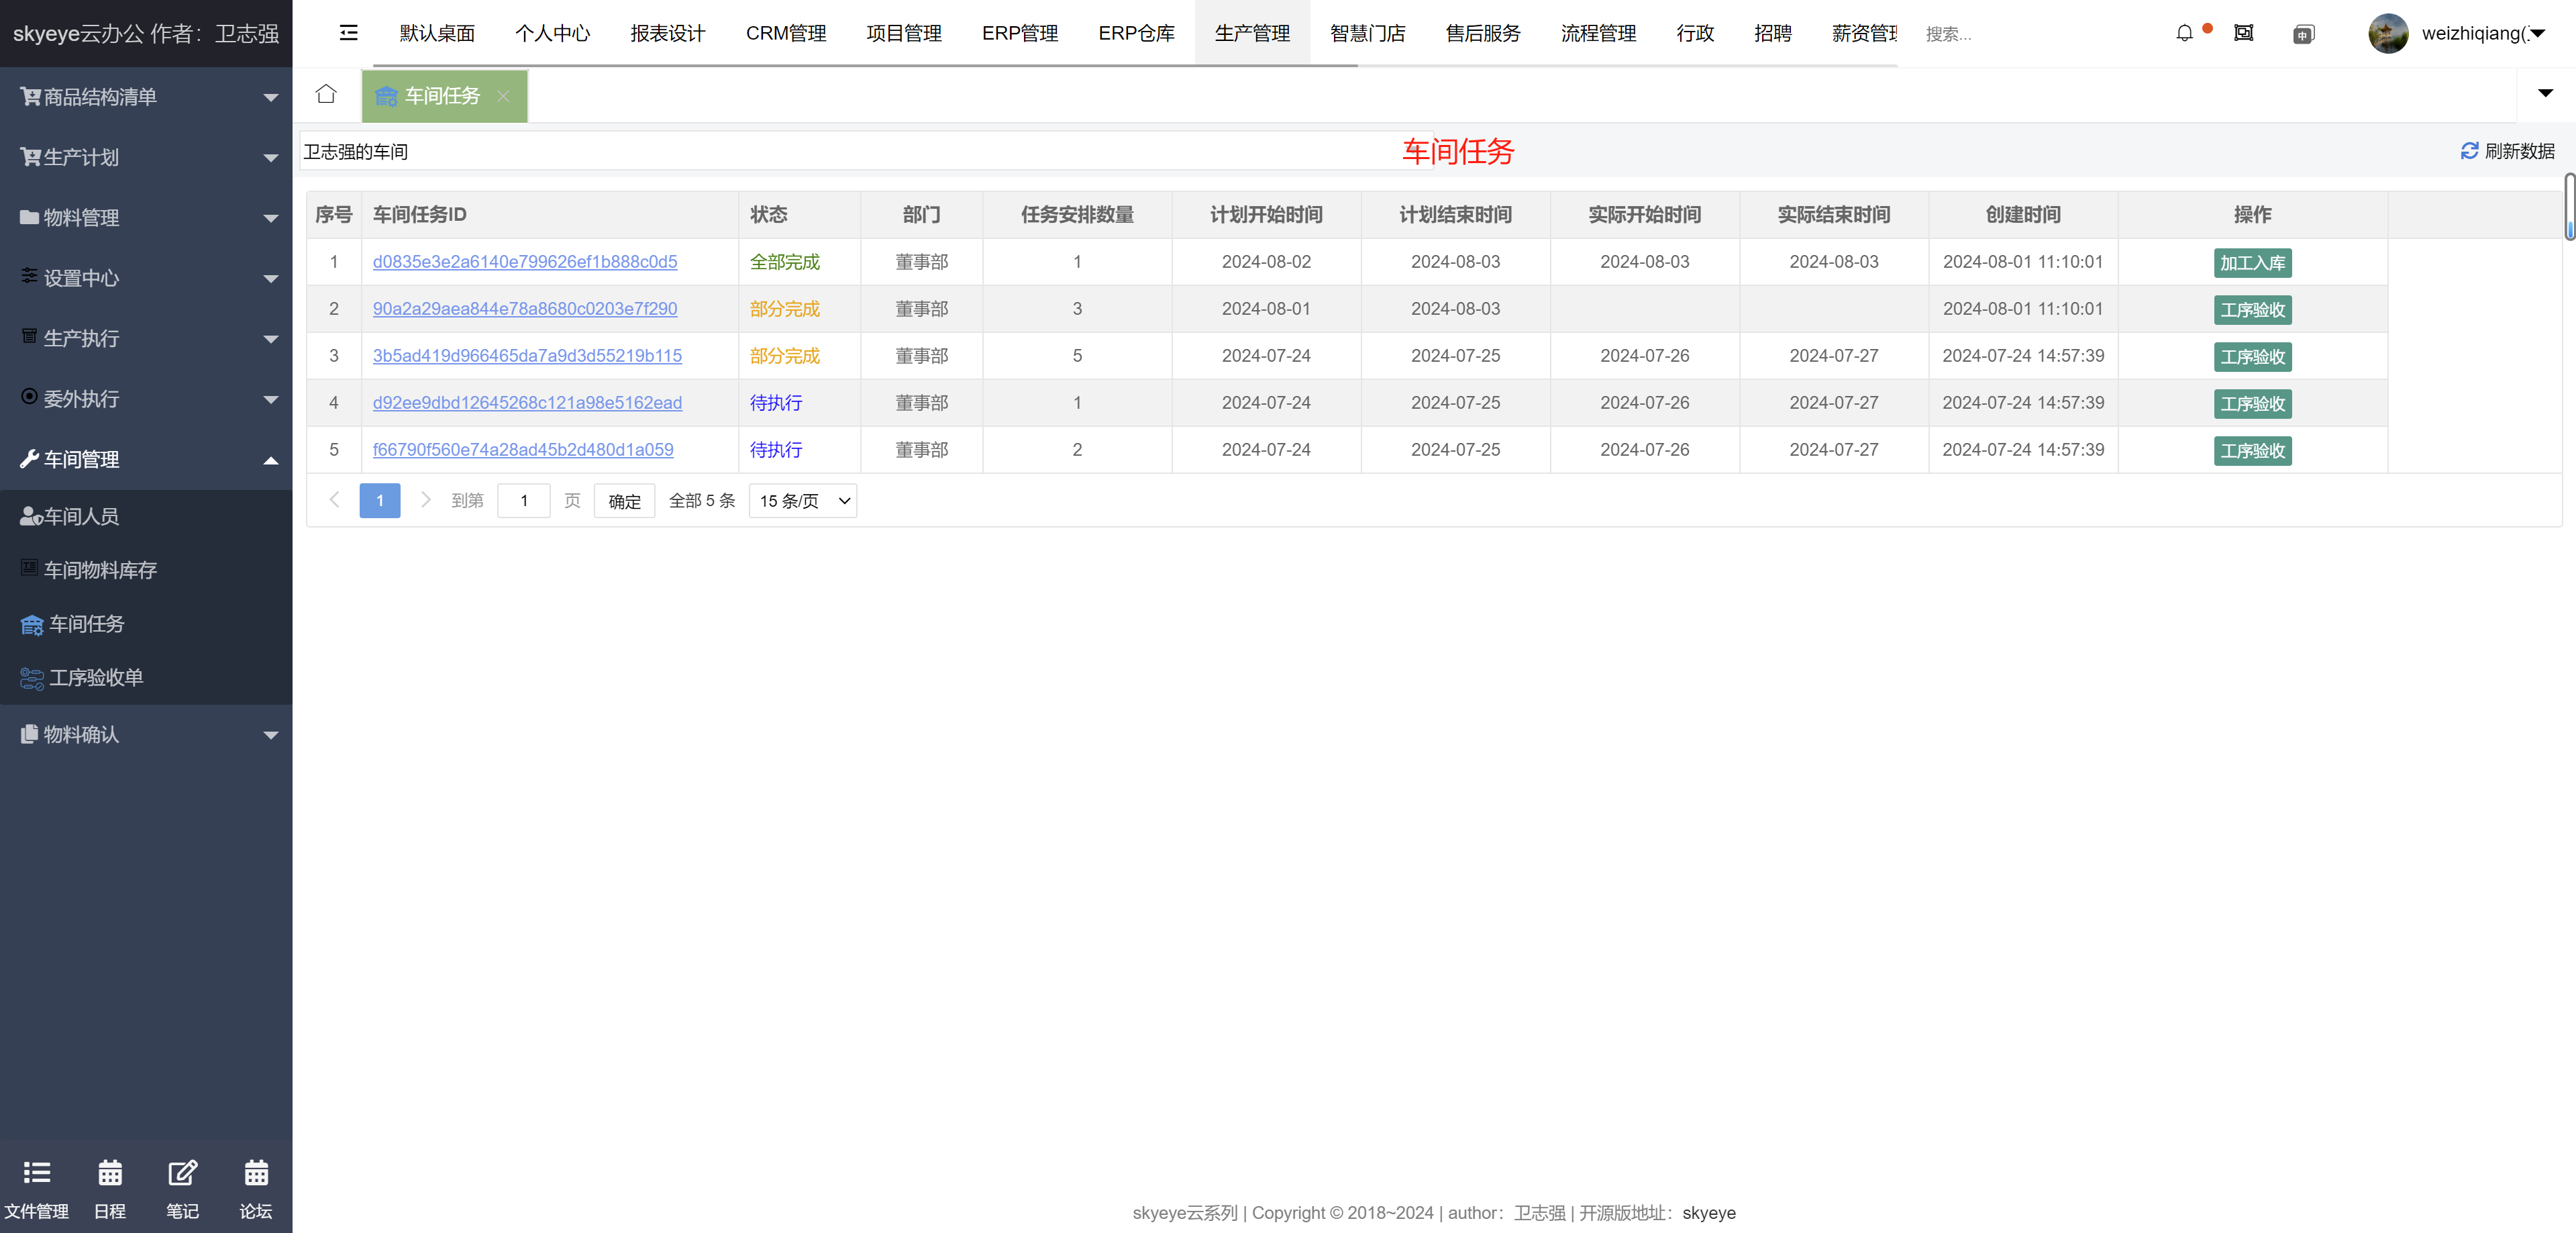 skyeye云办公 作者：卫志强
默认桌面 个人中心 报表设计 CRM管理 项目管理 ERP管理 ERP仓库 生产管理 智慧门店 售后服务 流程管理 行政 招聘 薪资管理 搜索... 中 weizhiqiang(
商品结构清单
生产计划
物料管理
设置中心
生产执行
委外执行
车间管理
车间人员
车间物料库存
车间任务
工序验收单
物料确认
文件管理 日程 笔记 论坛
车间任务
卫志强的车间 车间任务 刷新数据
序号 车间任务ID 状态 部门 任务安排数量 计划开始时间 计划结束时间 实际开始时间 实际结束时间 创建时间 操作
1 d0835e3e2a6140e799626ef1b888c0d5 全部完成 董事部 1 2024-08-02 2024-08-03 2024-08-03 2024-08-03 2024-08-01 11:10:01 加工入库
2 90a2a29aea844e78a8680c0203e7f290 部分完成 董事部 3 2024-08-01 2024-08-03 2024-08-01 11:10:01 工序验收
3 3b5ad419d966465da7a9d3d55219b115 部分完成 董事部 5 2024-07-24 2024-07-25 2024-07-26 2024-07-27 2024-07-24 14:57:39 工序验收
4 d92ee9dbd12645268c121a98e5162ead 待执行 董事部 1 2024-07-24 2024-07-25 2024-07-26 2024-07-27 2024-07-24 14:57:39 工序验收
5 f66790f560e74a28ad45b2d480d1a059 待执行 董事部 2 2024-07-24 2024-07-25 2024-07-26 2024-07-27 2024-07-24 14:57:39 工序验收
1 到第 1 页 确定 全部 5 条 15 条/页
skyeye云系列 | Copyright © 2018~2024 | author：卫志强 | 开源版地址：skyeye